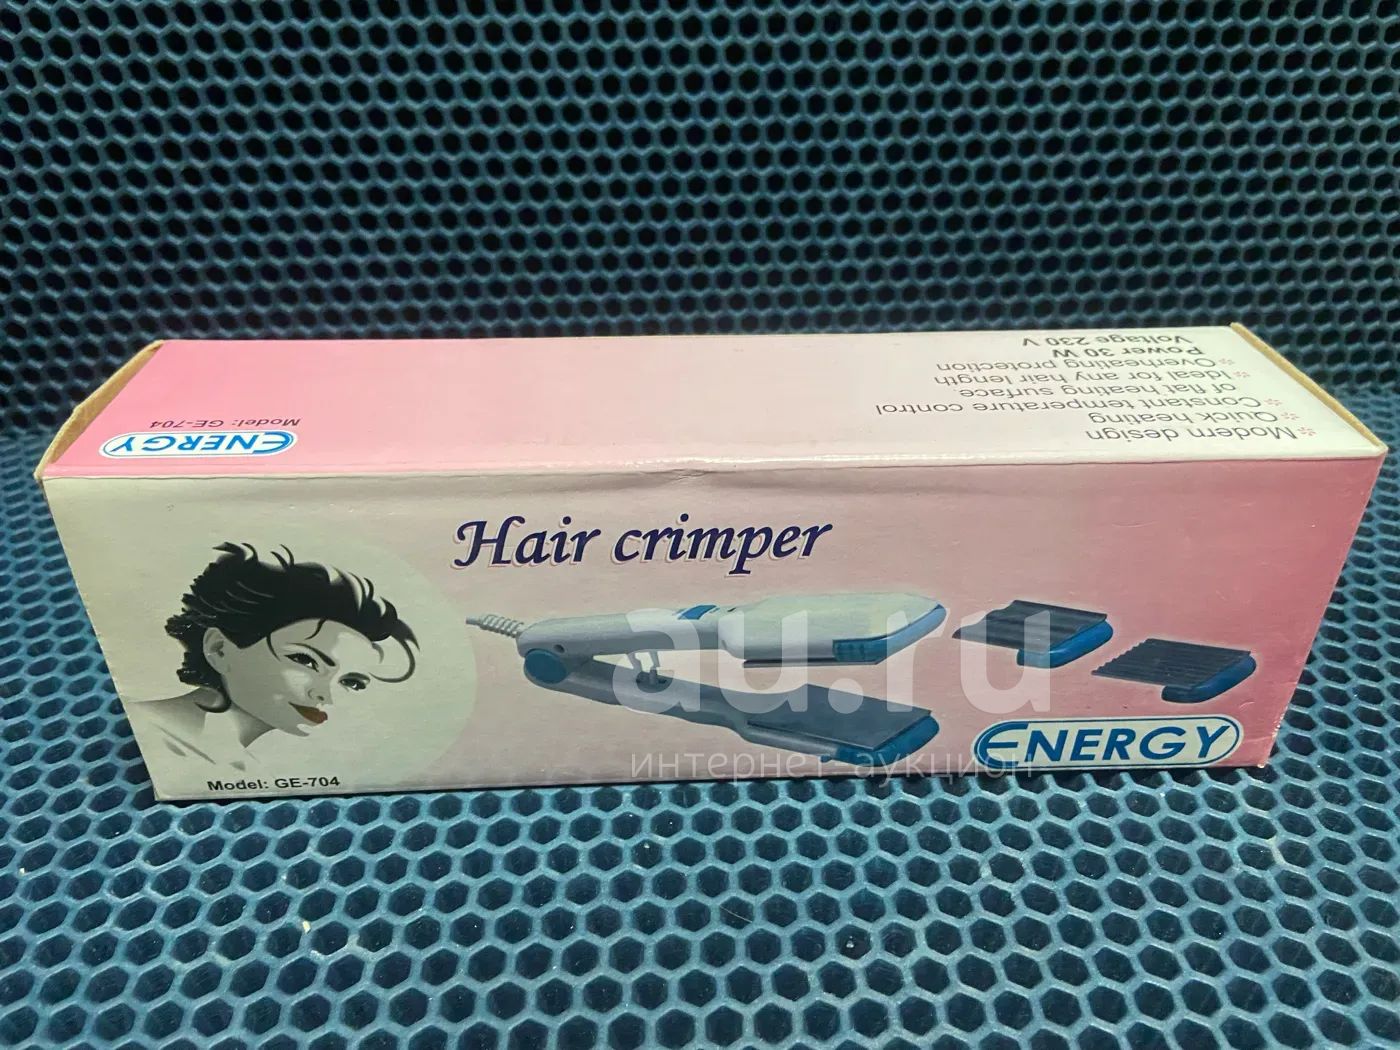 Modern design
Quick heating
Constant temperature control
of flat heating surface
Ideal for any hair length
Overheating protection
Power 30 W
Voltage 230 V
ENERGY
Model: GE-704
Hair crimper
au.ru
интернет-аукцион
ENERGY
Model: GE-704